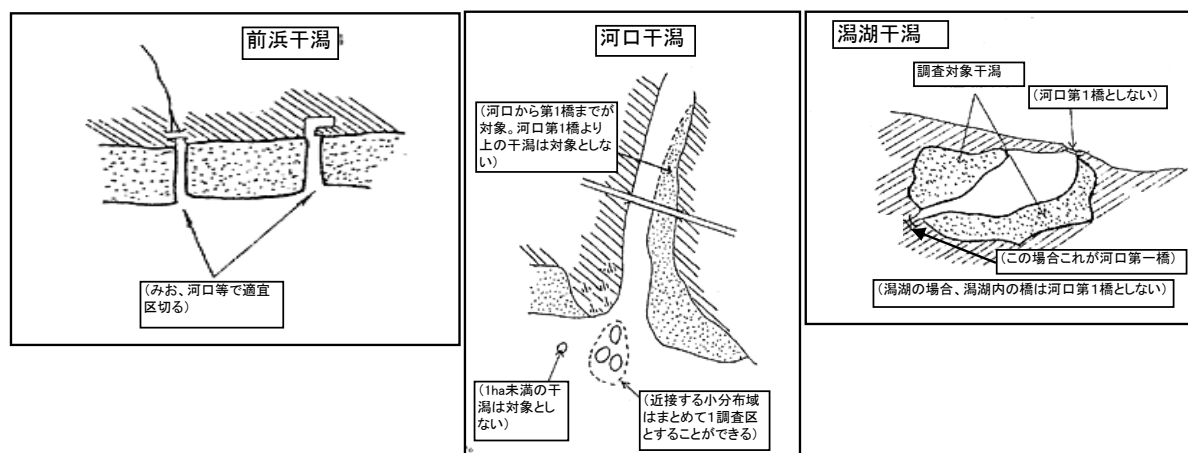 前浜干潟
(みお、河口等で適宜
区切る)
河口干潟
(河口から第1橋までが
対象。河口第1橋より
上の干潟は対象としな
い)
(1ha未満の干
潟は対象とし
ない)
(近接する小分布域
はまとめて1調査区
とすることができる)
潟湖干潟
調査対象干潟
(河口第1橋としない)
(この場合これが河口第一橋)
(潟湖の場合、潟湖内の橋は河口第1橋としない)